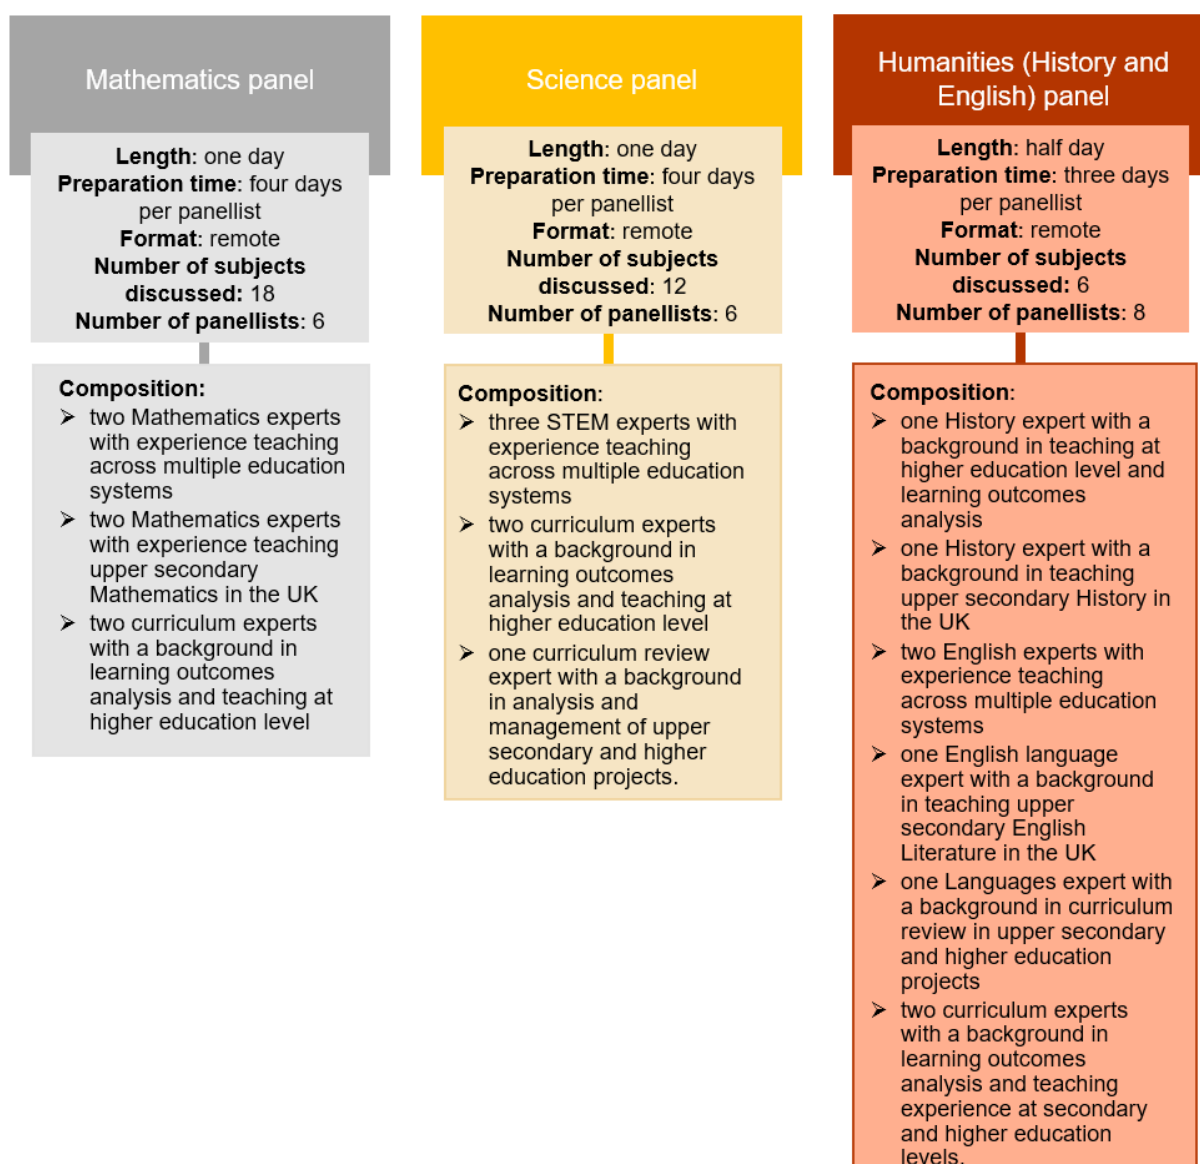 Mathematics panel
Length: one day
Preparation time: four days
per panellist
Format: remote
Number of subjects
discussed: 18
Number of panellists: 6
Composition:
➢ two Mathematics experts
with experience teaching
across multiple education
systems
➢ two Mathematics experts
with experience teaching
upper secondary
Mathematics in the UK
➢ two curriculum experts
with a background in
learning outcomes
analysis and teaching at
higher education level
Science panel
Length: one day
Preparation time: four days
per panellist
Format: remote
Number of subjects
discussed: 12
Number of panellists: 6
Composition:
➢ three STEM experts with
experience teaching
across multiple education
systems
➢ two curriculum experts
with a background in
learning outcomes
analysis and teaching at
higher education level
➢ one curriculum review
expert with a background
in analysis and
management of upper
secondary and higher
education projects.
Humanities (History and
English) panel
Length: half day
Preparation time: three days
per panellist
Format: remote
Number of subjects
discussed: 6
Number of panellists: 8
Composition:
➢ one History expert with a
background in teaching at
higher education level and
learning outcomes
analysis
➢ one History expert with a
background in teaching
upper secondary History in
the UK
➢ two English experts with
experience teaching
across multiple education
systems
➢ one English language
expert with a background
in teaching upper
secondary English
Literature in the UK
➢ one Languages expert with
a background in curriculum
review in upper secondary
and higher education
projects
➢ two curriculum experts
with a background in
learning outcomes
analysis and teaching
experience at secondary
and higher education
levels.